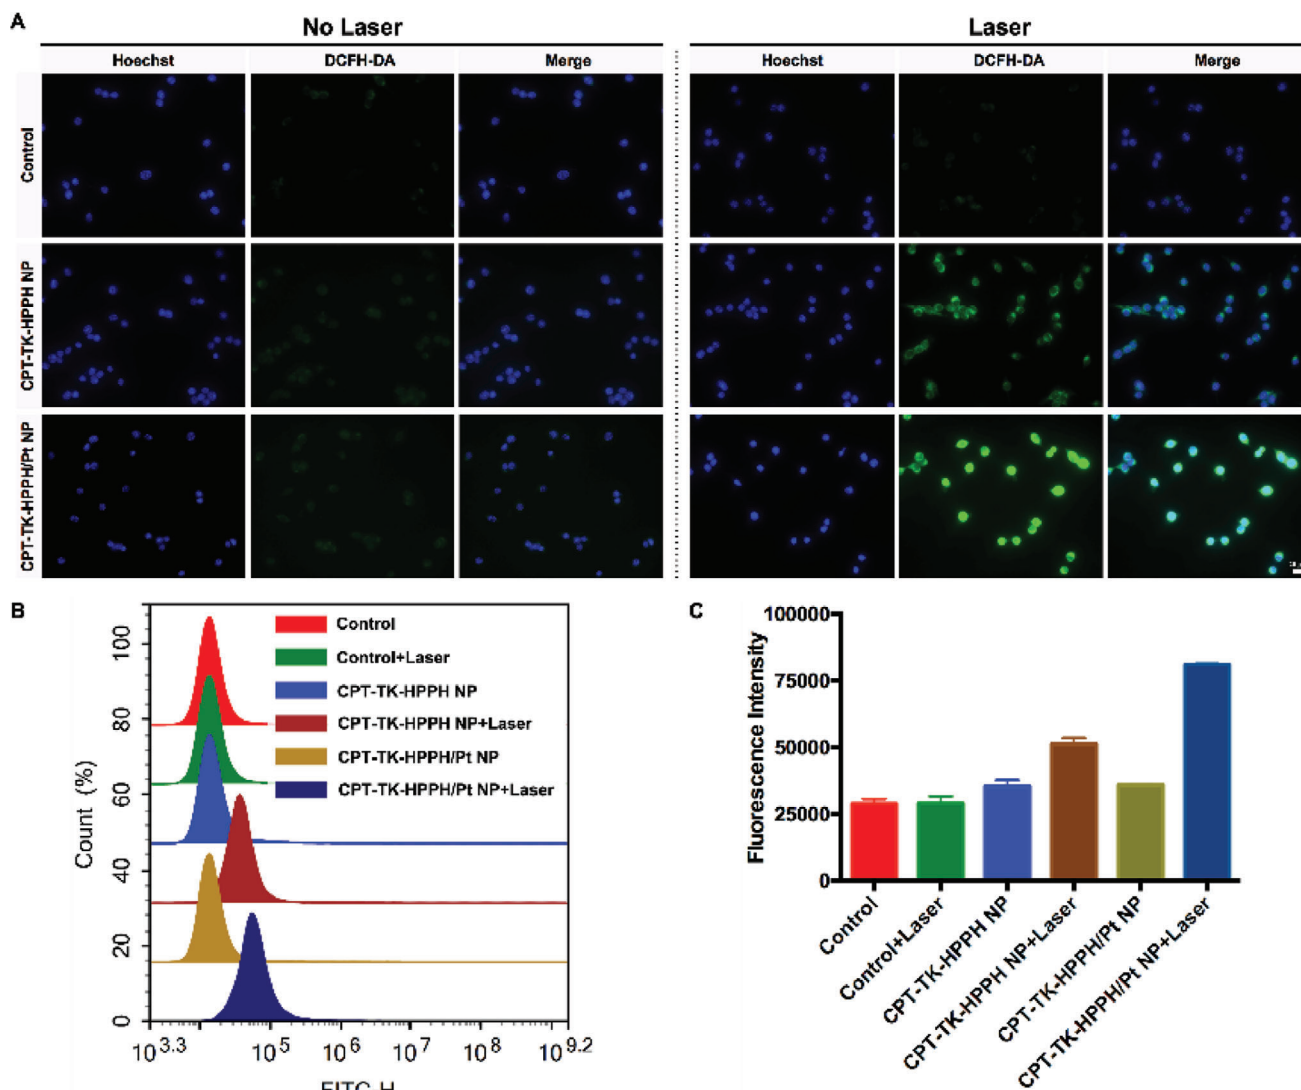 A
No Laser
Laser
Hoechst
DCFH-DA
Merge
Hoechst
DCFH-DA
Merge
Control
CPT-TK-HPPH NP
CPT-TK-HPPH/Pt NP
B
Count (%)
100
80
60
40
20
0
Control
Control+Laser
CPT-TK-HPPH NP
CPT-TK-HPPH NP+Laser
CPT-TK-HPPH/Pt NP
CPT-TK-HPPH/Pt NP+Laser
10^3.3
10^5
10^6
10^7
10^8
10^9.2
FITC-H
C
Fluorescence Intensity
100000
75000
50000
25000
0
Control
Control+Laser
CPT-TK-HPPH NP
CPT-TK-HPPH NP+Laser
CPT-TK-HPPH/Pt NP
CPT-TK-HPPH/Pt NP+Laser